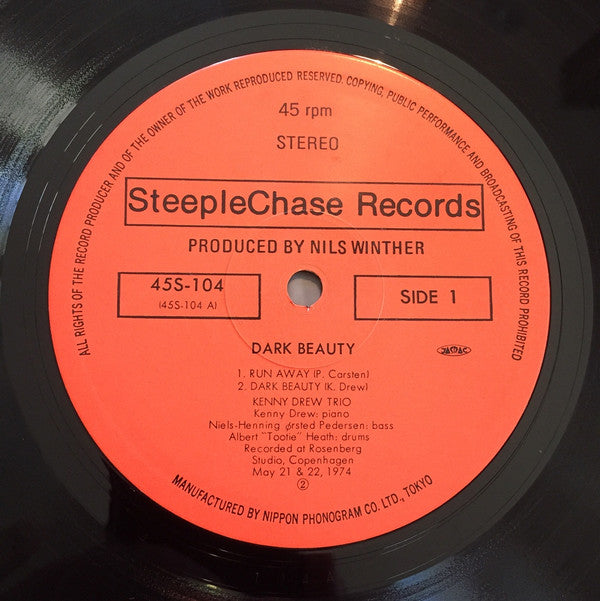 ALL RIGHTS OF THE RECORD PRODUCER AND OF THE OWNER OF THE WORK REPRODUCED RESERVED. COPYING, PUBLIC PERFORMANCE AND BROADCASTING OF THIS RECORD PROHIBITED
45 rpm
STEREO
SteepleChase Records
PRODUCED BY NILS WINTHER
45S-104
(45S-104 A)
SIDE 1
DARK BEAUTY
JASRAC
1. RUN AWAY (P. Carsten)
2. DARK BEAUTY (K. Drew)
KENNY DREW TRIO
Kenny Drew: piano
Niels-Henning Ørsted Pedersen: bass
Albert "Tootie" Heath: drums
Recorded at Rosenberg
Studio, Copenhagen
May 21 & 22, 1974
②
MANUFACTURED BY NIPPON PHONOGRAM CO. LTD., TOKYO